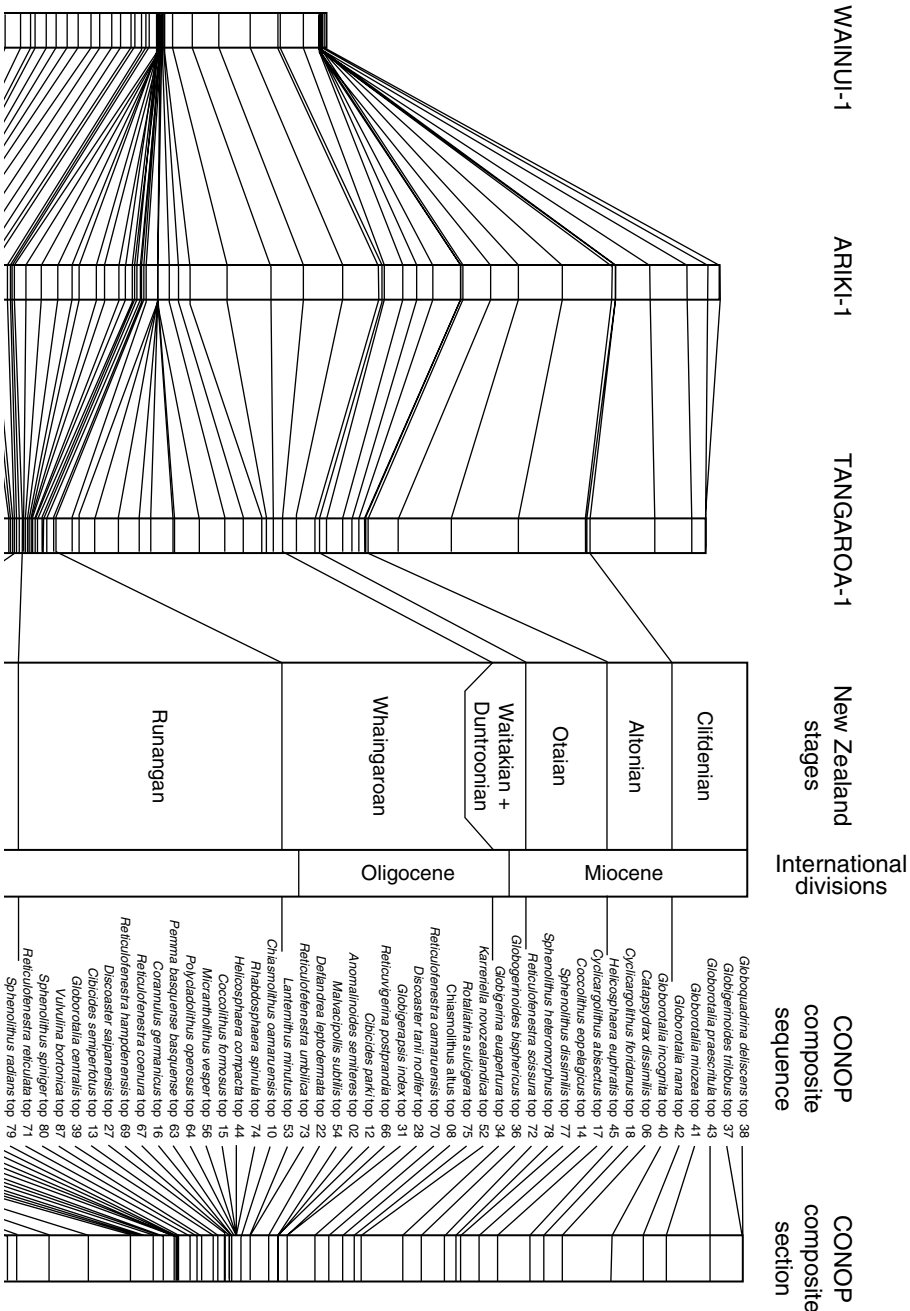 WAINUI-1
ARIKI-1
TANGAROA-1
New Zealand
stages
International
divisions
CONOP
composite
sequence
CONOP
composite
section
Clifdenian
Altonian
Otaian
Waitakian +
Duntroonian
Whaingaroan
Runangan
Miocene
Oligocene
Globoquadrina deliscens top 38
Globigerinoides trilobus top 37
Globorotalia praescitula top 43
Globorotalia miozea top 41
Globorotalia nana top 42
Globorotalia incognita top 40
Catapsydrax dissimilis top 06
Cyclicargolithus floridanus top 18
Helicosphaera euphratis top 45
Cyclicargolithus abisectus top 17
Coccolithus eopelagicus top 14
Sphenolithus dissimilis top 77
Sphenolithus heteromorphus top 78
Reticulofenestra scissura top 72
Globogerinoides bisphericus top 36
Globigerina euapertura top 34
Karreriella novozealandica top 52
Rotaliatina sulcigera top 75
Chiasmolithus altus top 08
Reticulofenestra oamaruensis top 70
Discoaster tanii nodifer top 28
Globigerapsis index top 31
Reticuvigerina postprandia top 66
Cibicides parki top 12
Anomalinoides semiteres top 02
Malvacipollis subtilis top 54
Deflandrea leptodermata top 22
Reticulofenestra umbilica top 73
Lanternithus minutus top 53
Chiasmolithus oamaruensis top 10
Rhabdosphaera spinula top 74
Helicosphaera compacta top 44
Coccolithus formosus top 15
Micrantholithus vesper top 56
Polycladolithus operosus top 64
Pemma basquense basquense top 63
Corannulus germanicus top 16
Reticulofenestra coenura top 67
Reticulofenestra hampdenensis top 69
Discoaster saipanensis top 27
Cibicides semiperfotus top 13
Globorotalia centralis top 39
Vulvulina bortonica top 87
Sphenolithus spiniger top 80
Reticulofenestra reticulata top 71
Sphenolithus radians top 79